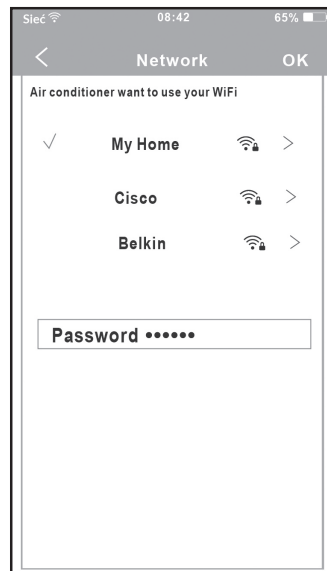 Sieć 08:42 65%
Network OK
Air conditioner want to use your WiFi
My Home
Cisco
Belkin
Password ••••••